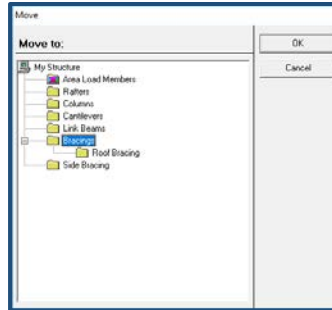 Move
Move to:
OK
Cancel
My Structure
Area Load Members
Rafters
Columns
Cantilevers
Link Beams
Bracings
Roof Bracing
Side Bracing